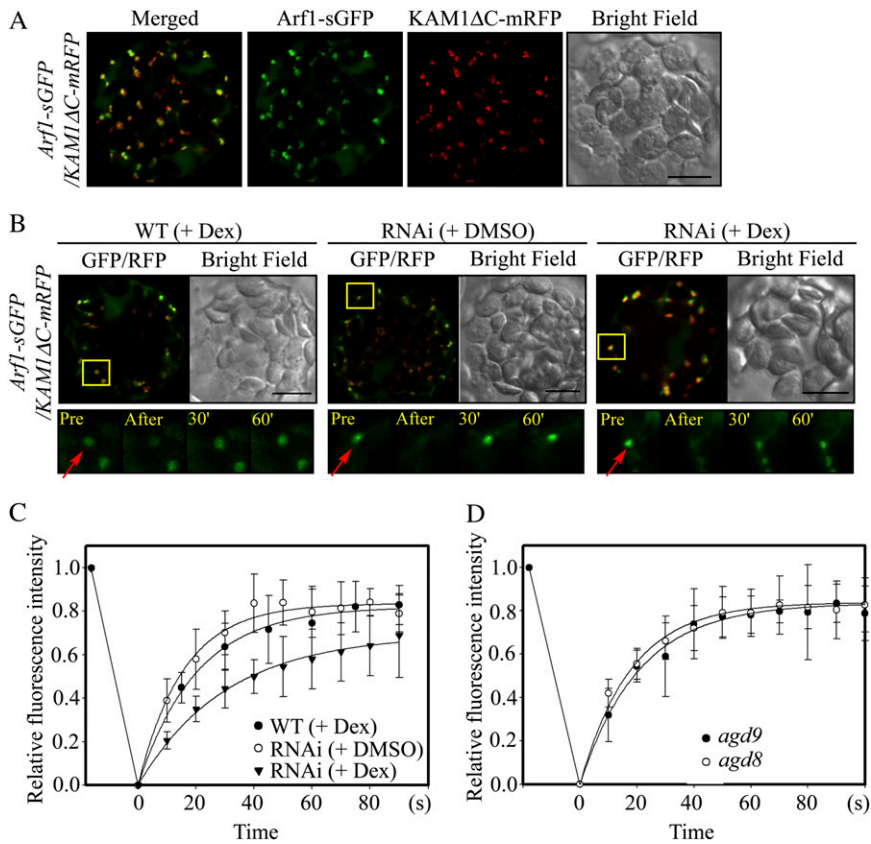 A
Merged Arf1-sGFP KAM1ΔC-mRFP Bright Field
Arf1-sGFP
/KAM1ΔC-mRFP
B
WT (+ Dex) RNAi (+ DMSO) RNAi (+ Dex)
GFP/RFP Bright Field GFP/RFP Bright Field GFP/RFP Bright Field
Arf1-sGFP
/KAM1ΔC-mRFP
Pre After 30' 60' Pre After 30' 60' Pre After 30' 60'
C
Relative fluorescence intensity
1.0
0.8
0.6
0.4
0.2
0.0
WT (+ Dex)
RNAi (+ DMSO)
RNAi (+ Dex)
0 20 40 60 80 (s)
Time
D
Relative fluorescence intensity
1.0
0.8
0.6
0.4
0.2
0.0
agd9
agd8
0 20 40 60 80 (s)
Time